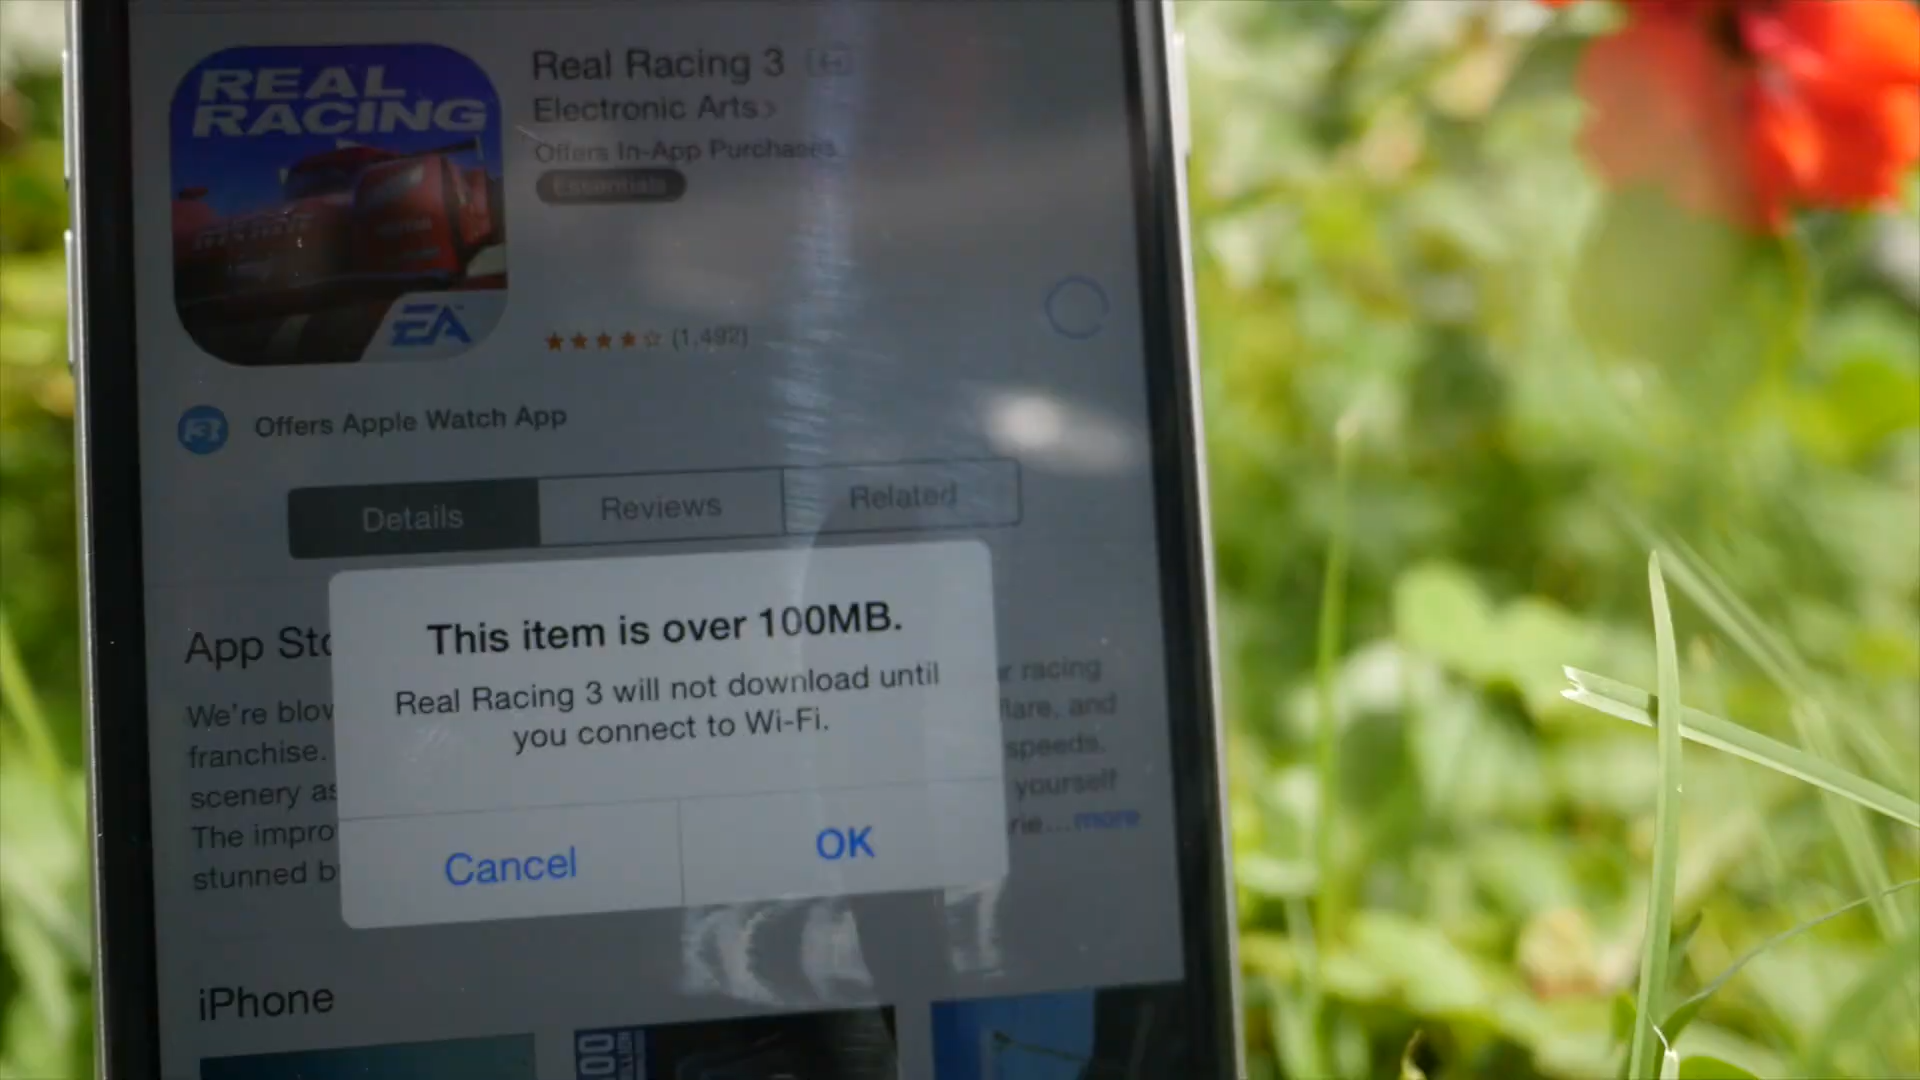 REAL
RACING
EA
Real Racing 3
Electronic Arts >
Offers In-App Purchases
Essentials
(1,492)
Offers Apple Watch App
Details
Reviews
Related
This item is over 100MB.
Real Racing 3 will not download until
you connect to Wi-Fi.
Cancel
OK
App Sto
We're blow
r racing
franchise.
flare, and
scenery as
speeds.
The impro
yourself
stunned b
rie...more
iPhone